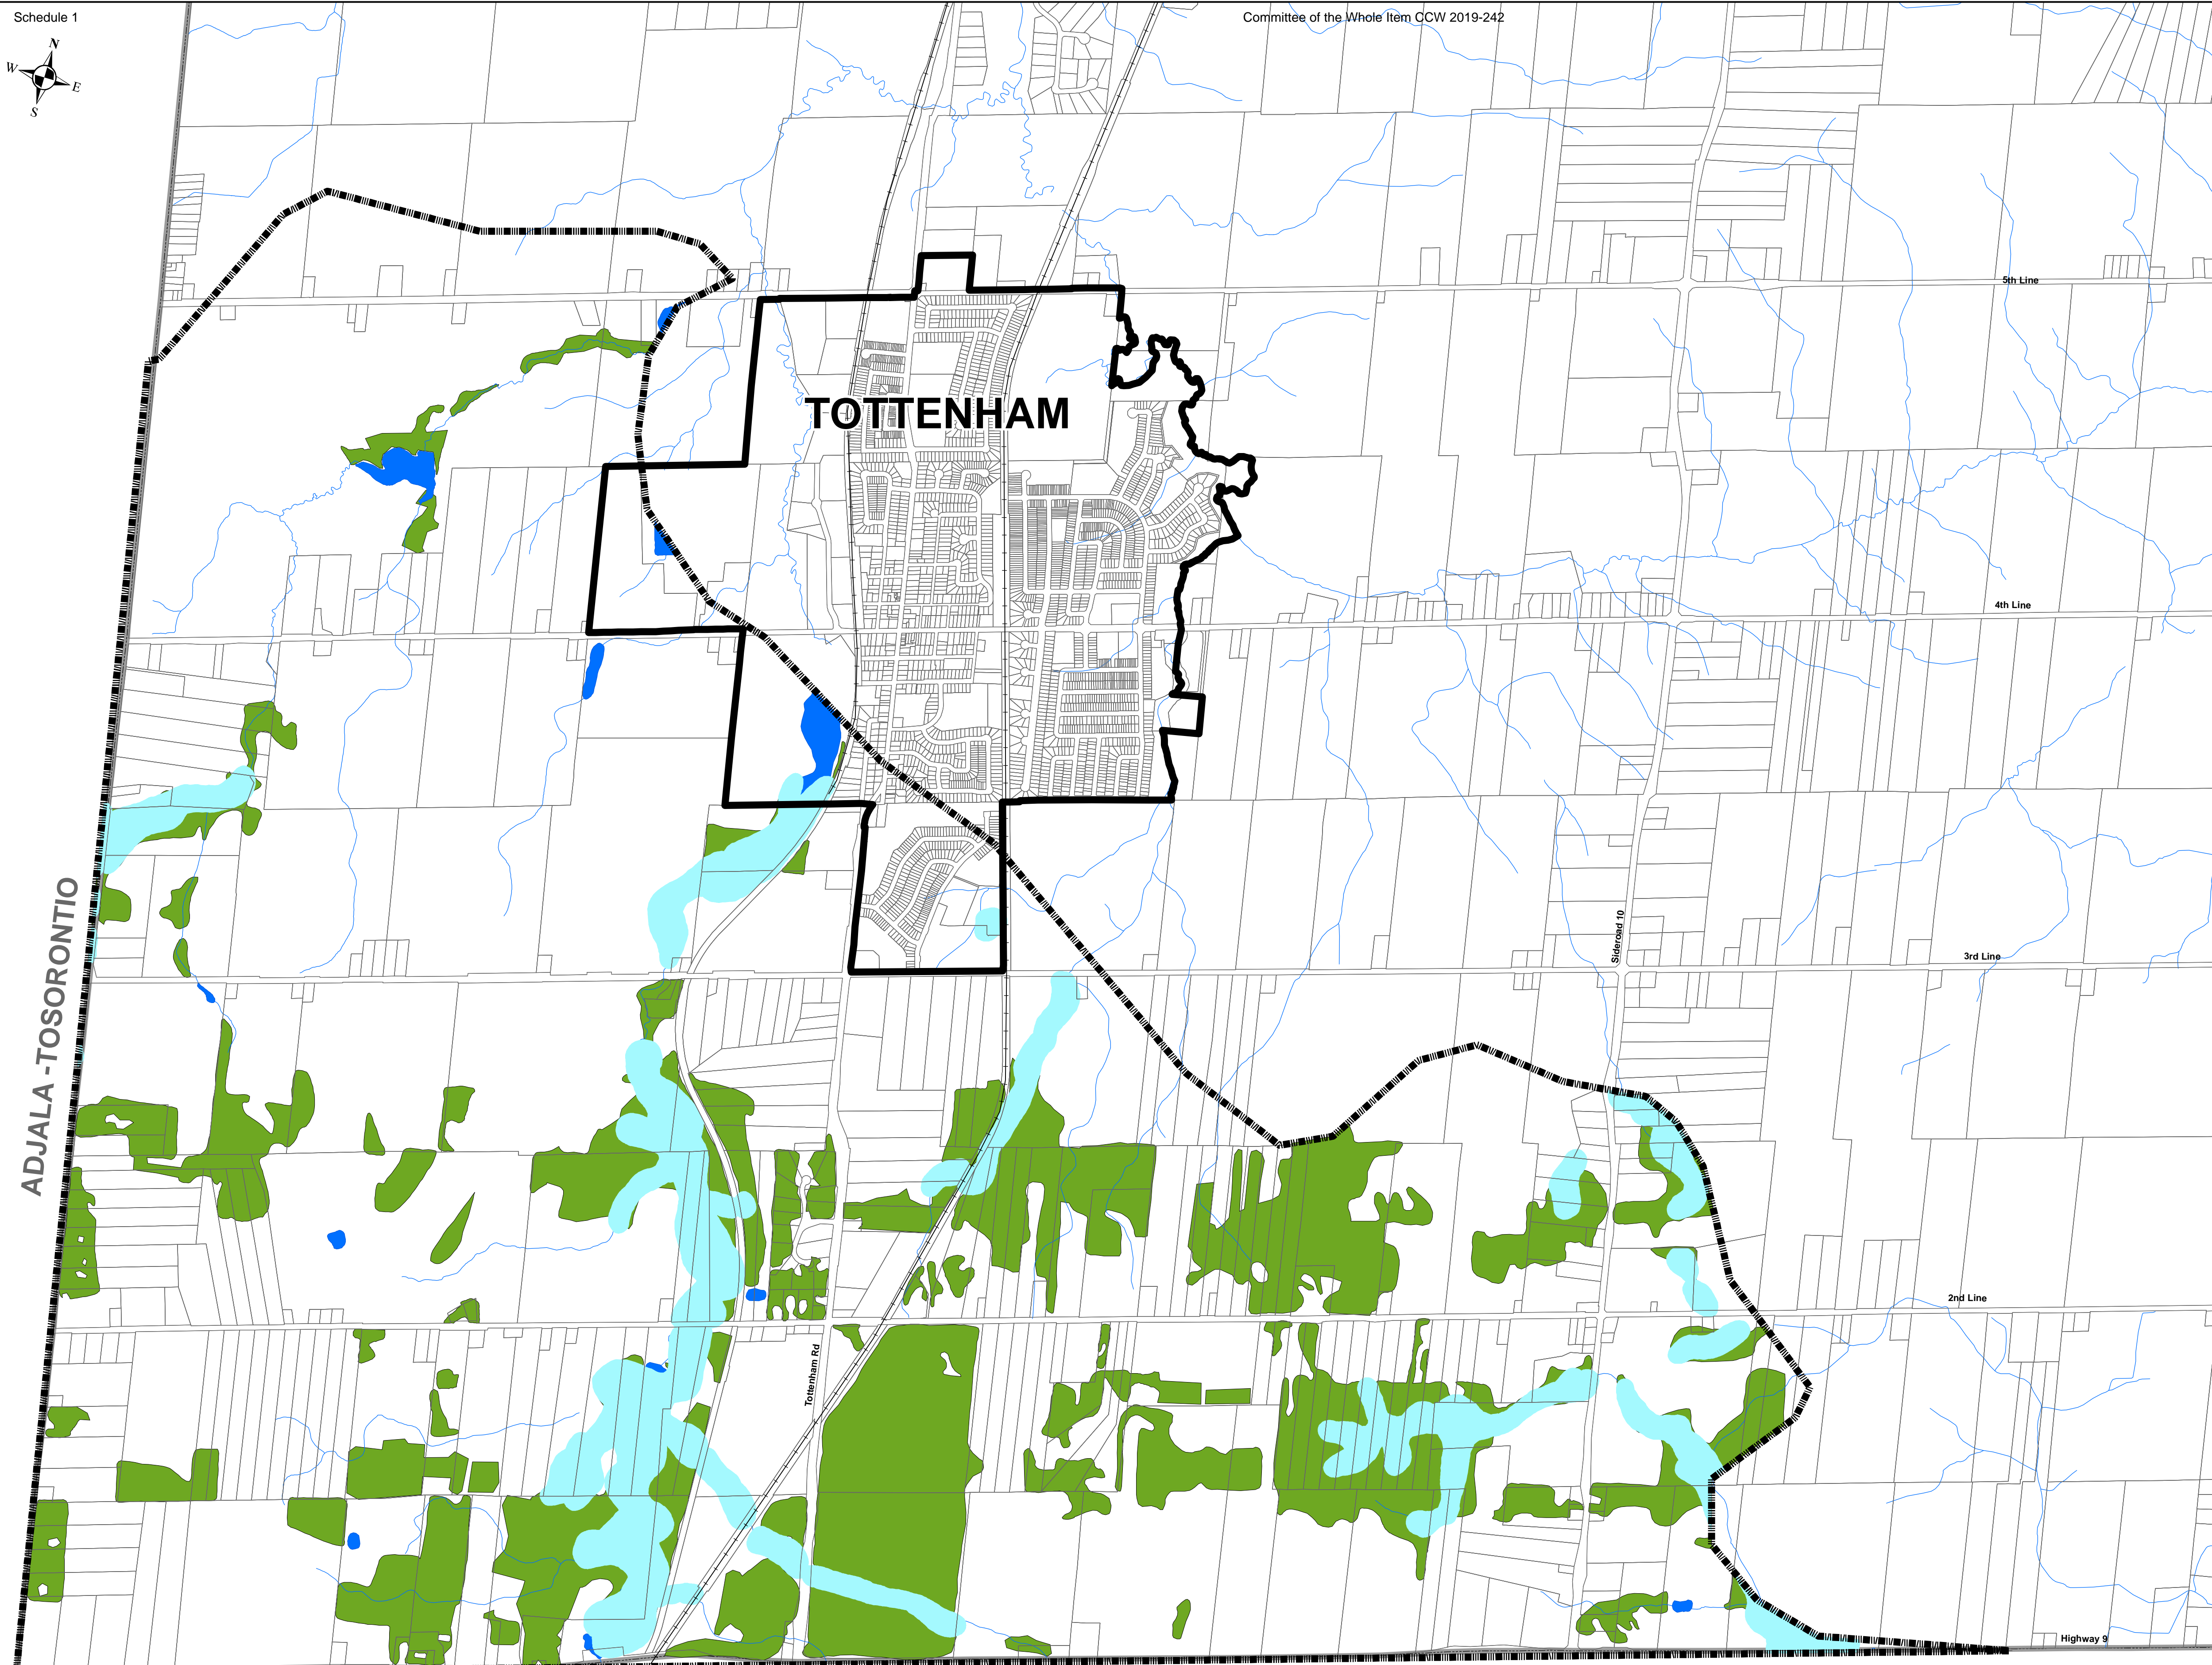 Schedule 1
Committee of the Whole Item CCW 2019-242
N
W
E
S
5th Line
TOTTENHAM
4th Line
ADJALA -TOSORONTIO
Sideroad 10
3rd Line
2nd Line
Tottenham Rd
Highway 9